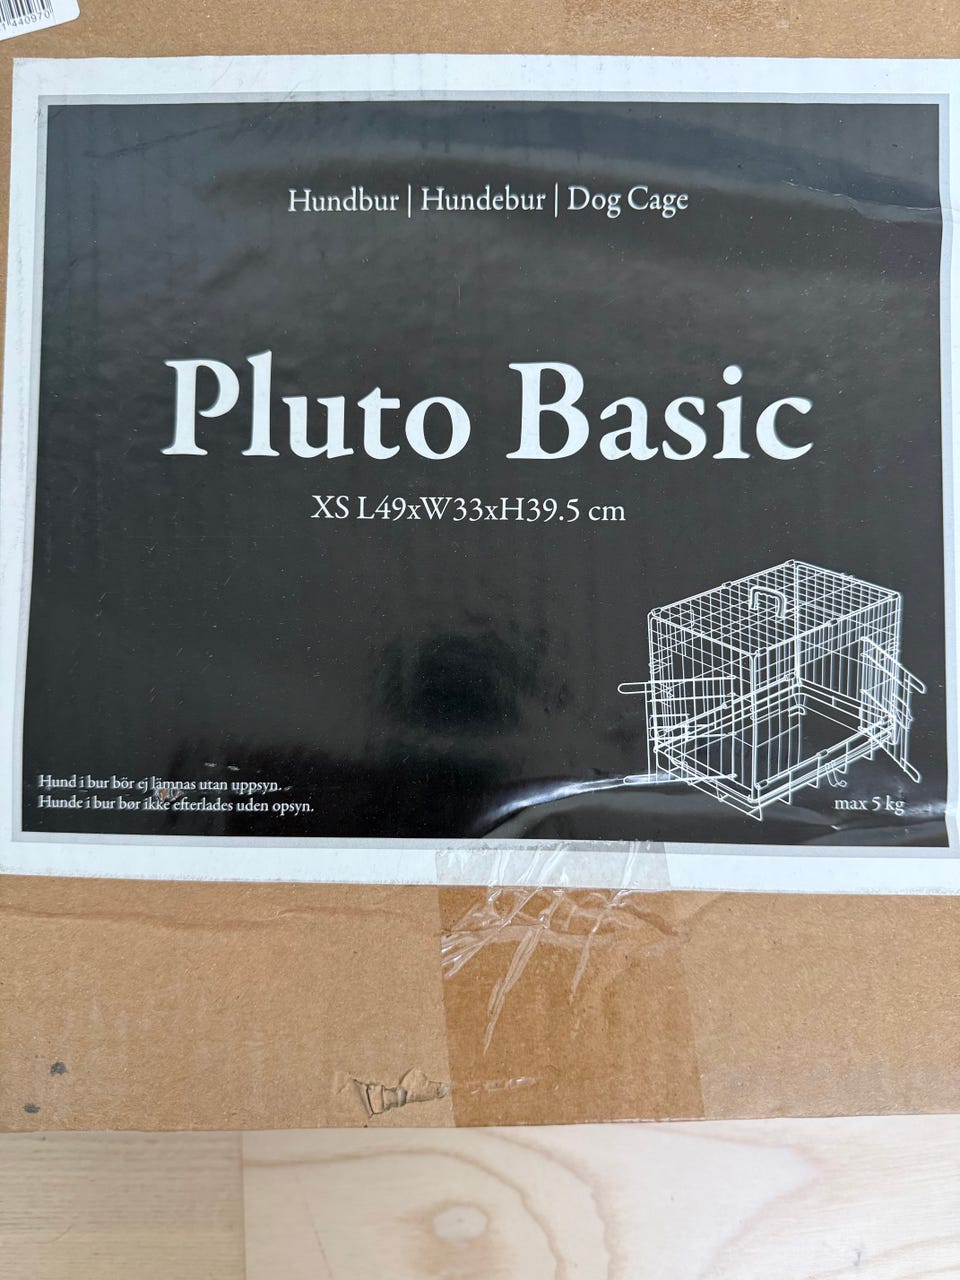 1440970
Hundbur | Hundebur | Dog Cage
Pluto Basic
XS L49xW33xH39.5 cm
Hund i bur bör ej lämnas utan uppsyn.
Hunde i bur bør ikke efterlades uden opsyn.
max 5 kg